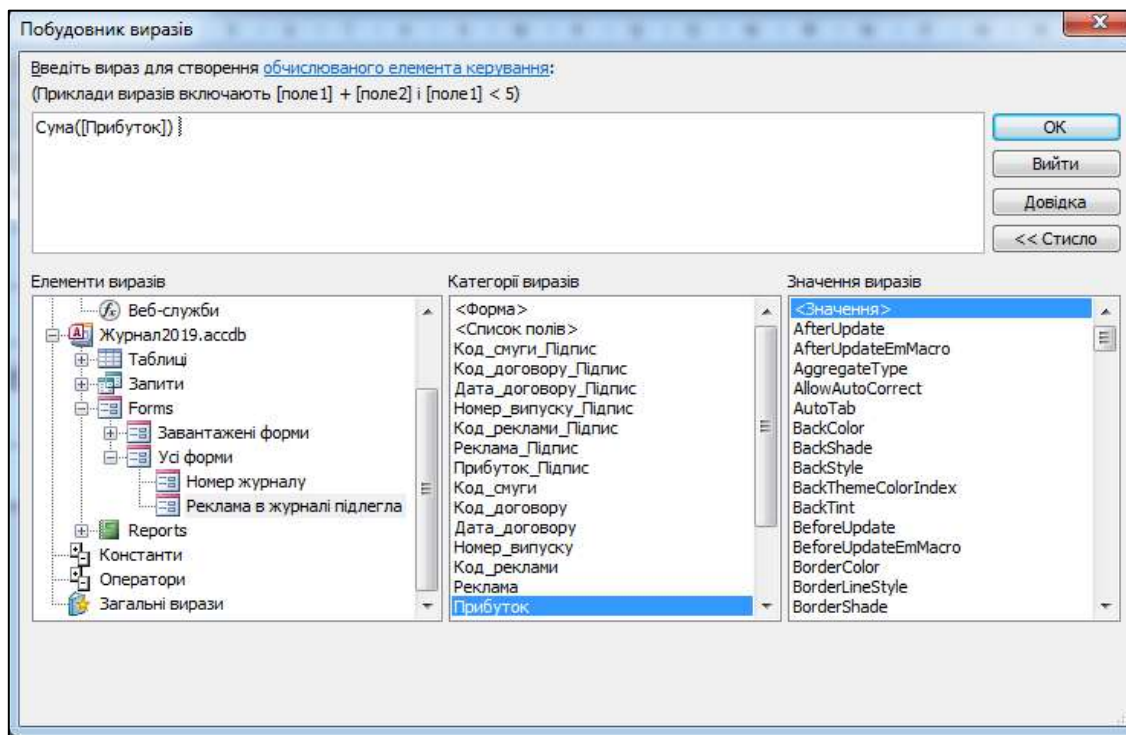 Побудовник виразів
Введіть вираз для створення обчислюваного елемента керування:
(Приклади виразів включають [поле1] + [поле2] і [поле1] < 5)
Сума([Прибуток])
ОК
Вийти
Довідка
<< Стисло
Елементи виразів
Веб-служби
Журнал2019.accdb
Таблиці
Запити
Forms
Завантажені форми
Усі форми
Номер журналу
Реклама в журналі підлегла
Reports
Константи
Оператори
Загальні вирази
Категорії виразів
<Форма>
<Список полів>
Код_смуги_Підпис
Код_договору_Підпис
Дата_договору_Підпис
Номер_випуску_Підпис
Код_реклами_Підпис
Реклама_Підпис
Прибуток_Підпис
Код_смуги
Код_договору
Дата_договору
Номер_випуску
Код_реклами
Реклама
Прибуток
Значення виразів
<Значення>
AfterUpdate
AfterUpdateEmMacro
AggregateType
AllowAutoCorrect
AutoTab
BackColor
BackShade
BackStyle
BackThemeColorIndex
BackTint
BeforeUpdate
BeforeUpdateEmMacro
BorderColor
BorderLineStyle
BorderShade